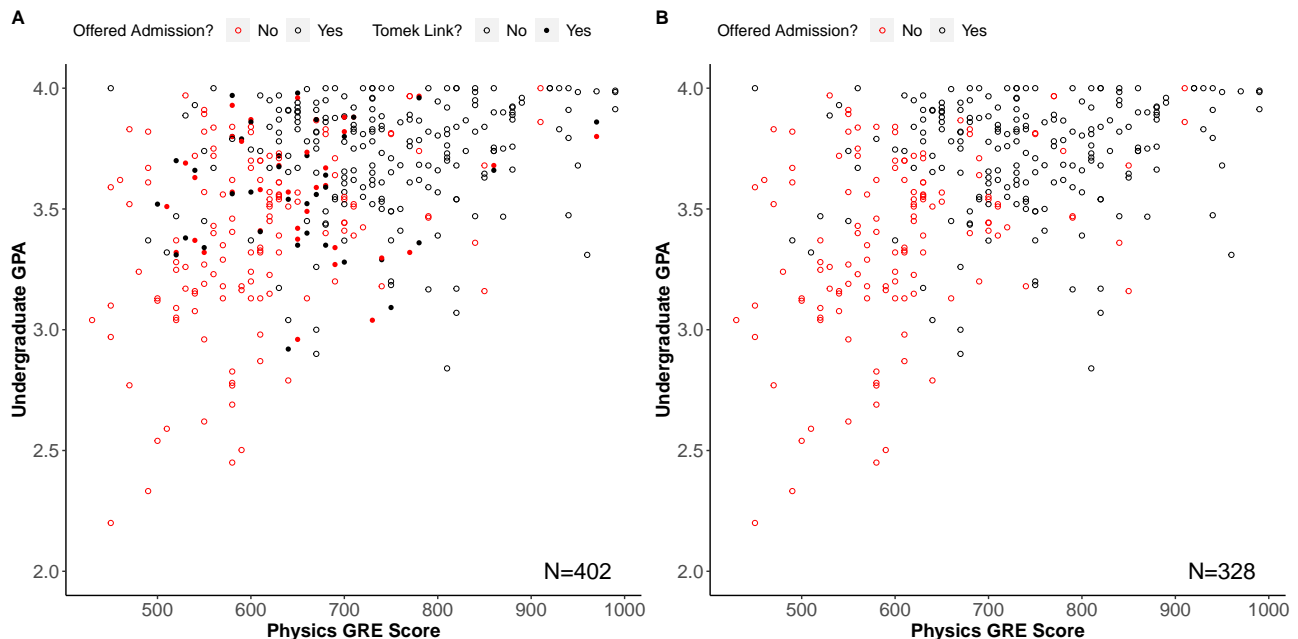 A
Offered Admission? No Yes Tomek Link? No Yes
4.0
3.5
3.0
2.5
2.0
Undergraduate GPA
N=402
500 600 700 800 900 1000
Physics GRE Score
B
Offered Admission? No Yes
4.0
3.5
3.0
2.5
2.0
Undergraduate GPA
N=328
500 600 700 800 900 1000
Physics GRE Score